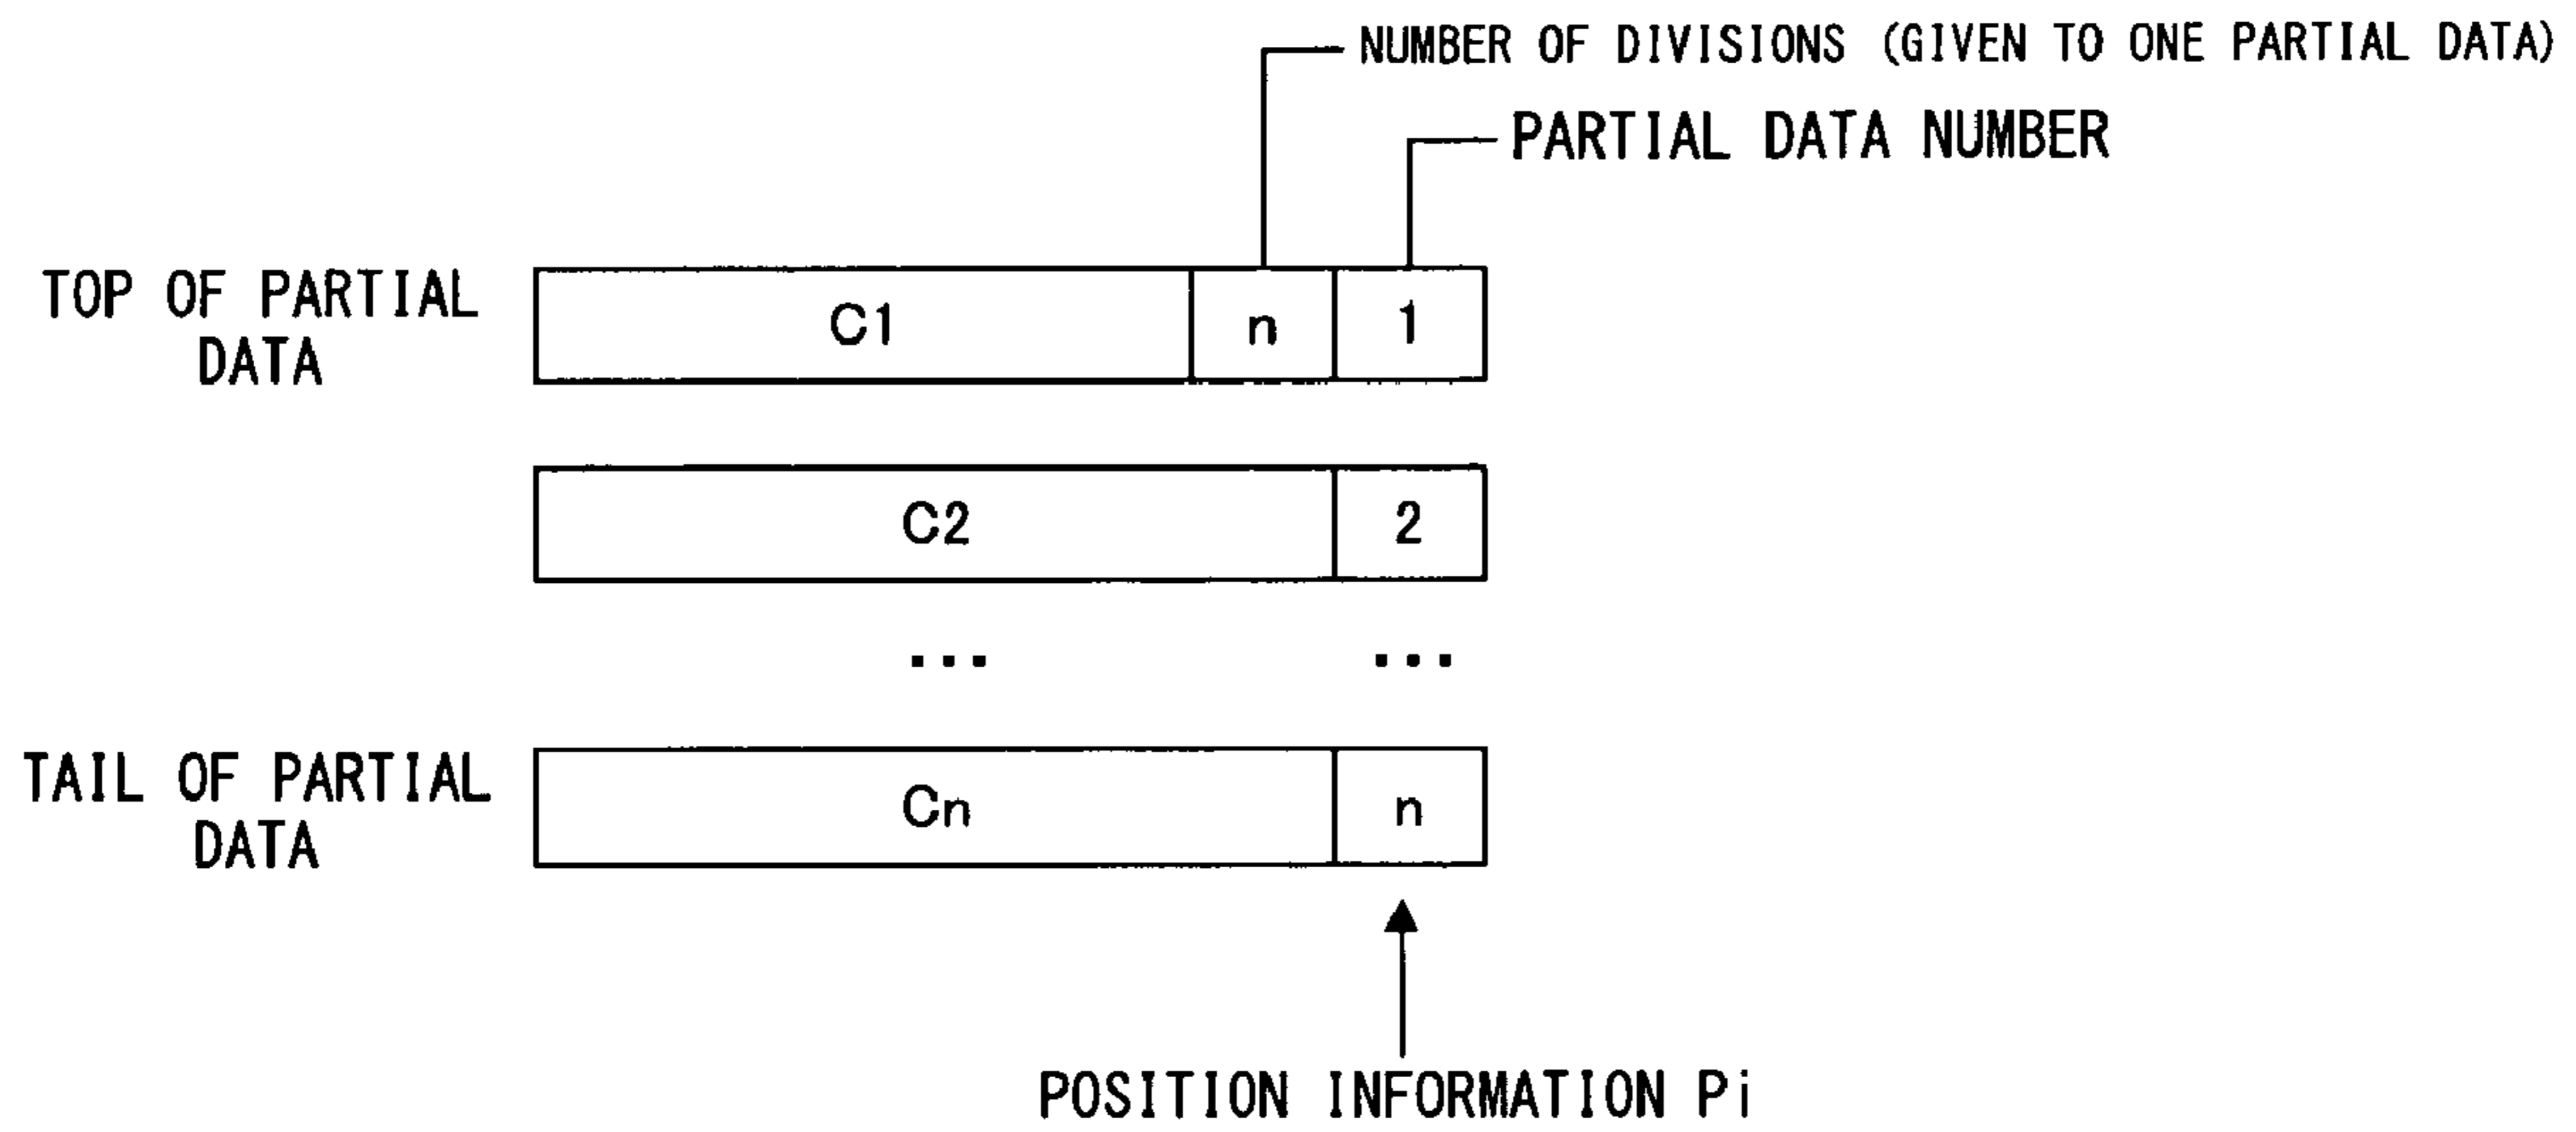 NUMBER OF DIVISIONS (GIVEN TO ONE PARTIAL DATA)
PARTIAL DATA NUMBER
TOP OF PARTIAL
DATA
C1 n 1
C2 2
... ...
TAIL OF PARTIAL
DATA
Cn n
POSITION INFORMATION Pi